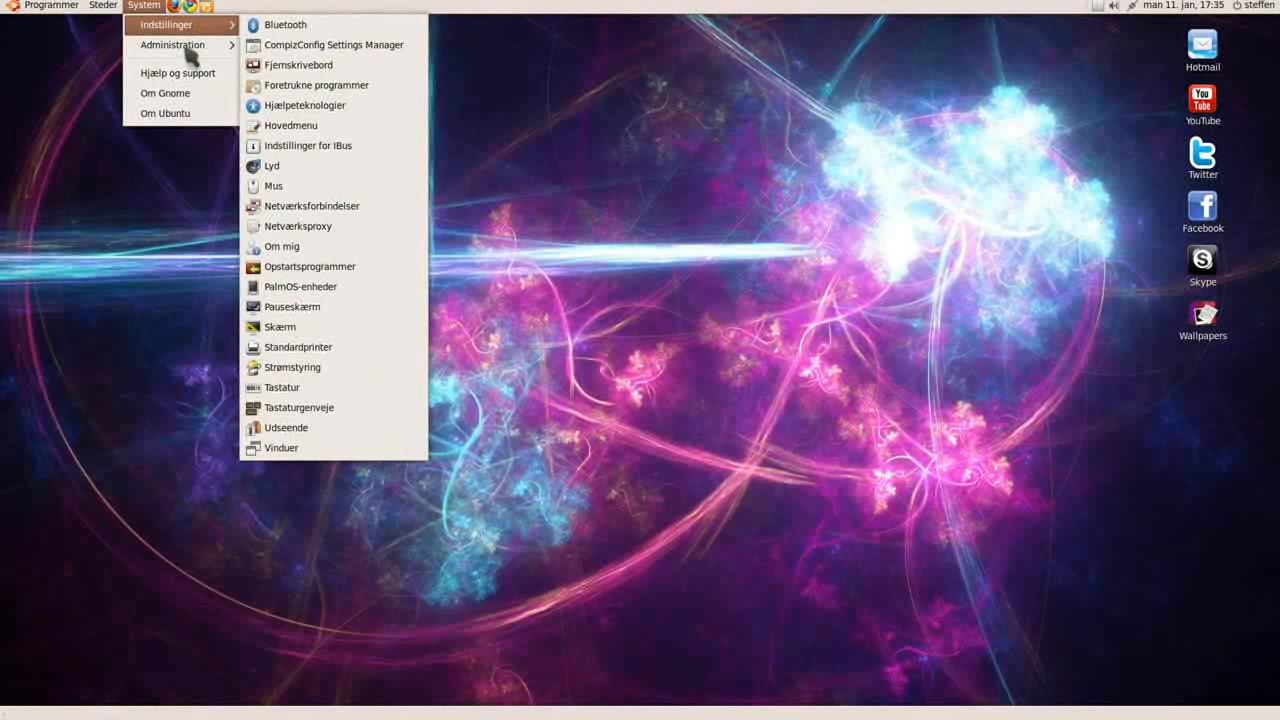 Programmer Steder System man 11. jan, 17:35 steffen
Indstillinger
Administration
Hjælp og support
Om Gnome
Om Ubuntu
Bluetooth
CompizConfig Settings Manager
Fjernskrivebord
Foretrukne programmer
Hjælpeteknologier
Hovedmenu
Indstillinger for IBus
Lyd
Mus
Netværksforbindelser
Netværksproxy
Om mig
Opstartsprogrammer
PalmOS-enheder
Pauseskærm
Skærm
Standardprinter
Strømstyring
Tastatur
Tastaturgenveje
Udseende
Vinduer
Hotmail
You
Tube
YouTube
Twitter
Facebook
Skype
Wallpapers